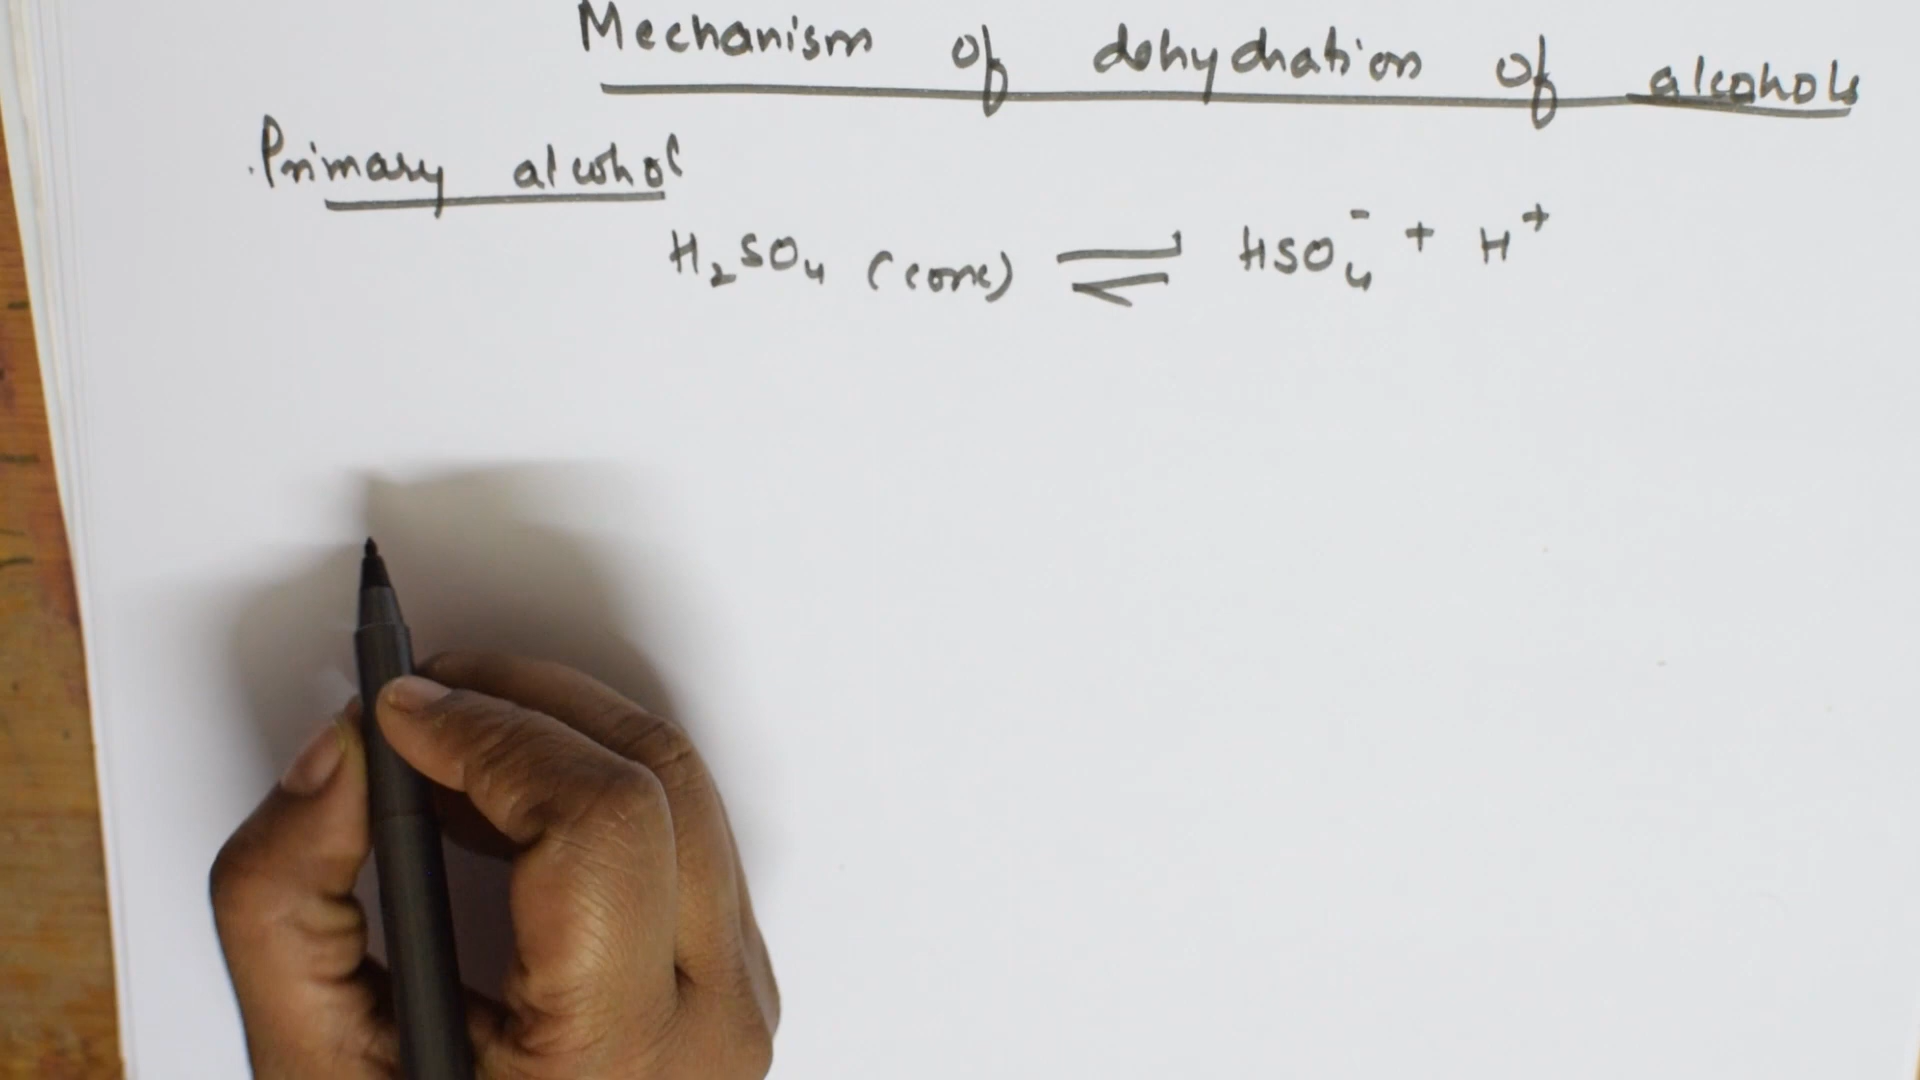 Mechanism of dehydration of alcohols
Primary alcohol
H₂SO₄ (conc) ⇌ HSO₄⁻ + H⁺